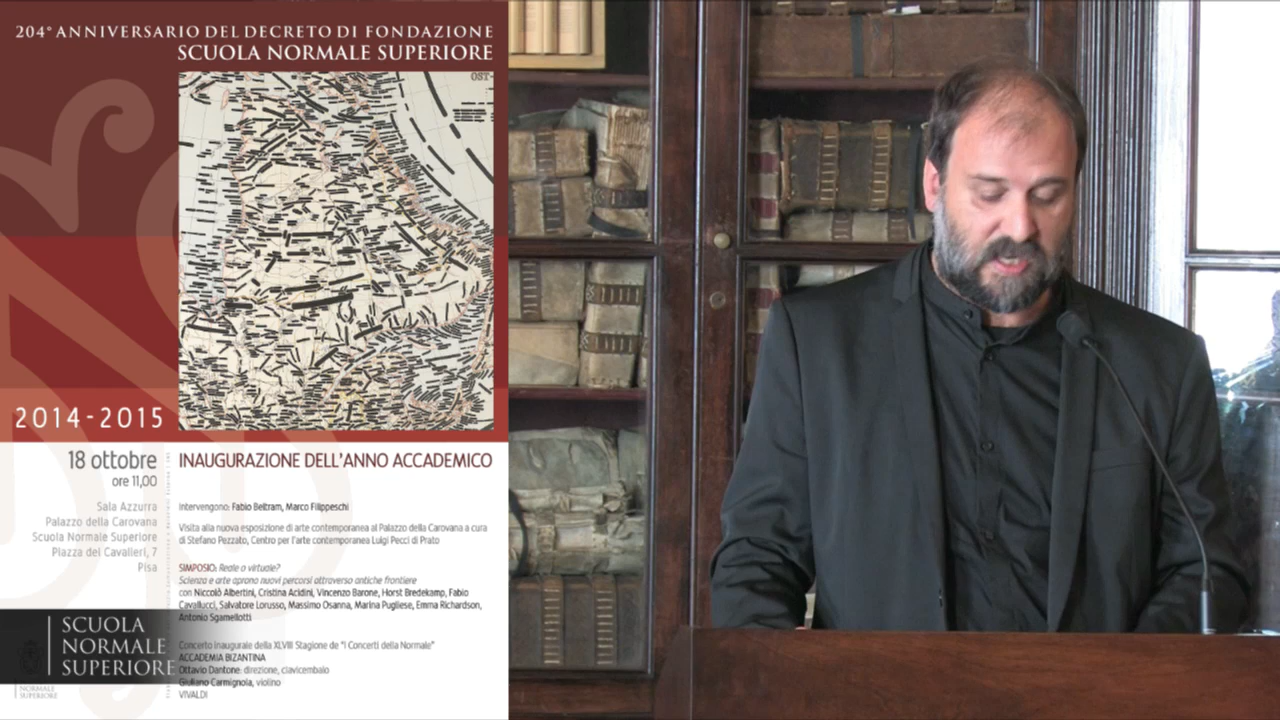 204° ANNIVERSARIO DEL DECRETO DI FONDAZIONE
SCUOLA NORMALE SUPERIORE
OST-
2014-2015
18 ottobre
ore 11,00
Sala Azzurra
Palazzo della Carovana
Scuola Normale Superiore
Piazza dei Cavalieri, 7
Pisa
INAUGURAZIONE DELL'ANNO ACCADEMICO
Intervengono: Fabio Beltram, Marco Filippeschi
Visita alla nuova esposizione di arte contemporanea al Palazzo della Carovana a cura
di Stefano Pezzato, Centro per l'arte contemporanea Luigi Pecci di Prato
SIMPOSIO: Reale o virtuale?
Scienza e arte aprono nuovi percorsi attraverso antiche frontiere
con Niccolò Albertini, Cristina Acidini, Vincenzo Barone, Horst Bredekamp, Fabio
Cavallucci, Salvatore Lorusso, Massimo Osanna, Marina Pugliese, Emma Richardson,
Antonio Sgamellotti
Concerto inaugurale della XLVIII Stagione de "I Concerti della Normale"
ACCADEMIA BIZANTINA
Ottavio Dantone: direzione, clavicembalo
Giuliano Carmignola, violino
VIVALDI
SCUOLA
NORMALE
SUPERIORE
NORMALE
SUPERIORE